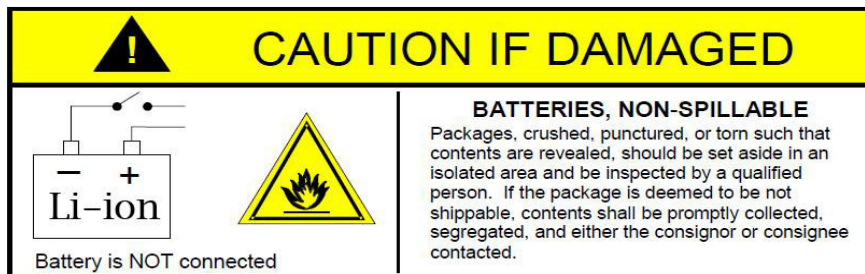 ! CAUTION IF DAMAGED
− +
Li-ion
Battery is NOT connected
BATTERIES, NON-SPILLABLE
Packages, crushed, punctured, or torn such that
contents are revealed, should be set aside in an
isolated area and be inspected by a qualified
person.  If the package is deemed to be not
shippable, contents shall be promptly collected,
segregated, and either the consignor or consignee
contacted.